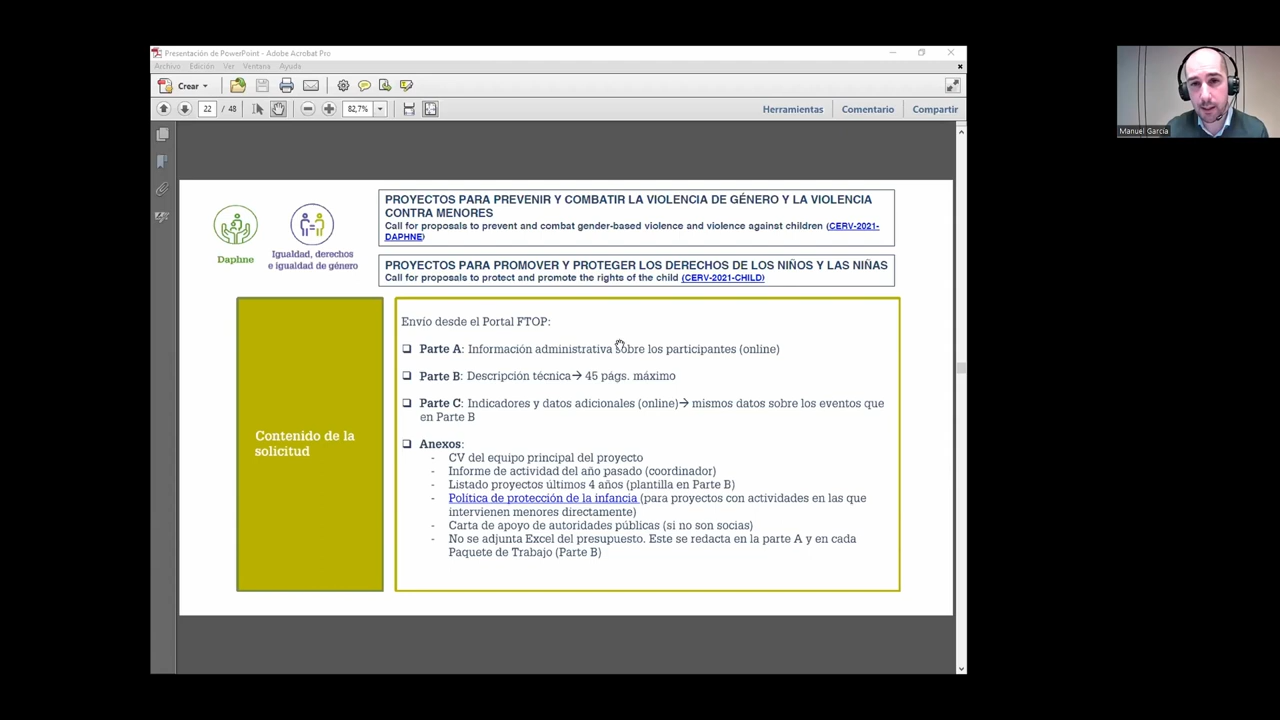 Presentación de PowerPoint - Adobe Acrobat Pro
Archivo Edición Ver Ventana Ayuda
Crear
22 / 48
82,7%
Herramientas
Comentario
Compartir
Manuel García
PROYECTOS PARA PREVENIR Y COMBATIR LA VIOLENCIA DE GÉNERO Y LA VIOLENCIA
CONTRA MENORES
Call for proposals to prevent and combat gender-based violence and violence against children (CERV-2021-
DAPHNE)
Daphne
Igualdad, derechos
e igualdad de género
PROYECTOS PARA PROMOVER Y PROTEGER LOS DERECHOS DE LOS NIÑOS Y LAS NIÑAS
Call for proposals to protect and promote the rights of the child (CERV-2021-CHILD)
Contenido de la
solicitud
Envío desde el Portal FTOP:
❑ Parte A: Información administrativa sobre los participantes (online)
❑ Parte B: Descripción técnica→ 45 págs. máximo
❑ Parte C: Indicadores y datos adicionales (online)→ mismos datos sobre los eventos que
en Parte B
❑ Anexos:
- CV del equipo principal del proyecto
- Informe de actividad del año pasado (coordinador)
- Listado proyectos últimos 4 años (plantilla en Parte B)
- Política de protección de la infancia (para proyectos con actividades en las que
intervienen menores directamente)
- Carta de apoyo de autoridades públicas (si no son socias)
- No se adjunta Excel del presupuesto. Este se redacta en la parte A y en cada
Paquete de Trabajo (Parte B)